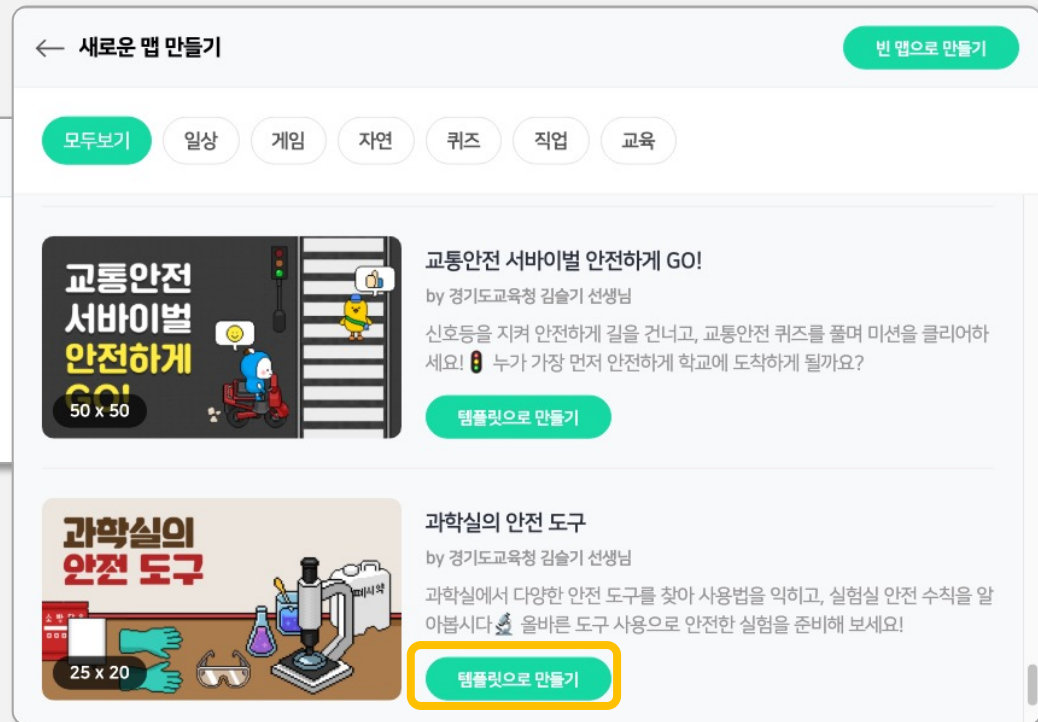 ← 새로운 맵 만들기
빈 맵으로 만들기
모두보기 일상 게임 자연 퀴즈 직업 교육
교통안전
서바이벌
안전하게
GO!
50 x 50
교통안전 서바이벌 안전하게 GO!
by 경기도교육청 김슬기 선생님
신호등을 지켜 안전하게 길을 건너고, 교통안전 퀴즈를 풀며 미션을 클리어하
세요! 🚦 누가 가장 먼저 안전하게 학교에 도착하게 될까요?
템플릿으로 만들기
과학실의
안전 도구
폐시약
25 x 20
과학실의 안전 도구
by 경기도교육청 김슬기 선생님
과학실에서 다양한 안전 도구를 찾아 사용법을 익히고, 실험실 안전 수칙을 알
아봅시다🔬 올바른 도구 사용으로 안전한 실험을 준비해 보세요!
템플릿으로 만들기